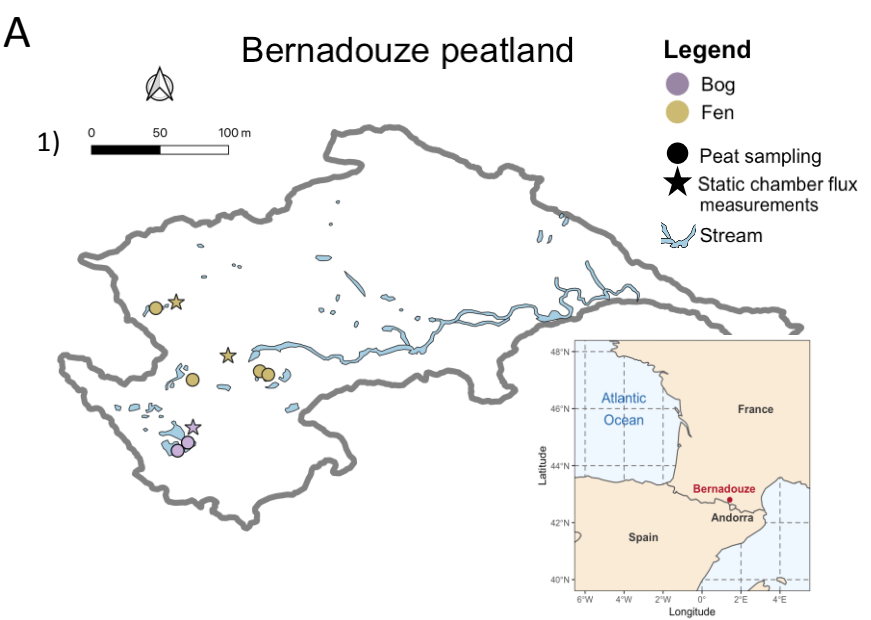 A
Bernadouze peatland
Legend
Bog
Fen
1)
0 50 100 m
Peat sampling
Static chamber flux
measurements
Stream
48°N
46°N
44°N
42°N
40°N
Latitude
Atlantic
Ocean
France
Bernadouze
Andorra
Spain
6°W 4°W 2°W 0° 2°E 4°E
Longitude